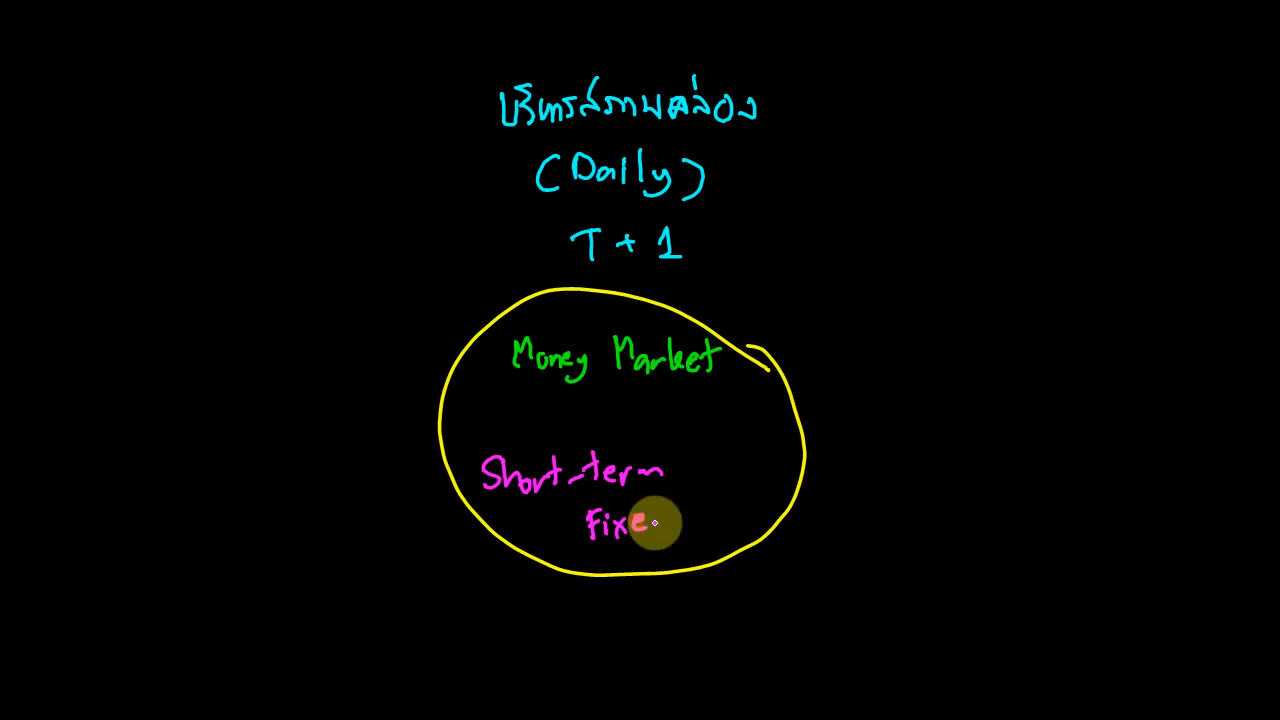 บริหารสภาพคล่อง
(Daily)
T + 1
Money Market
Short-term
Fixe